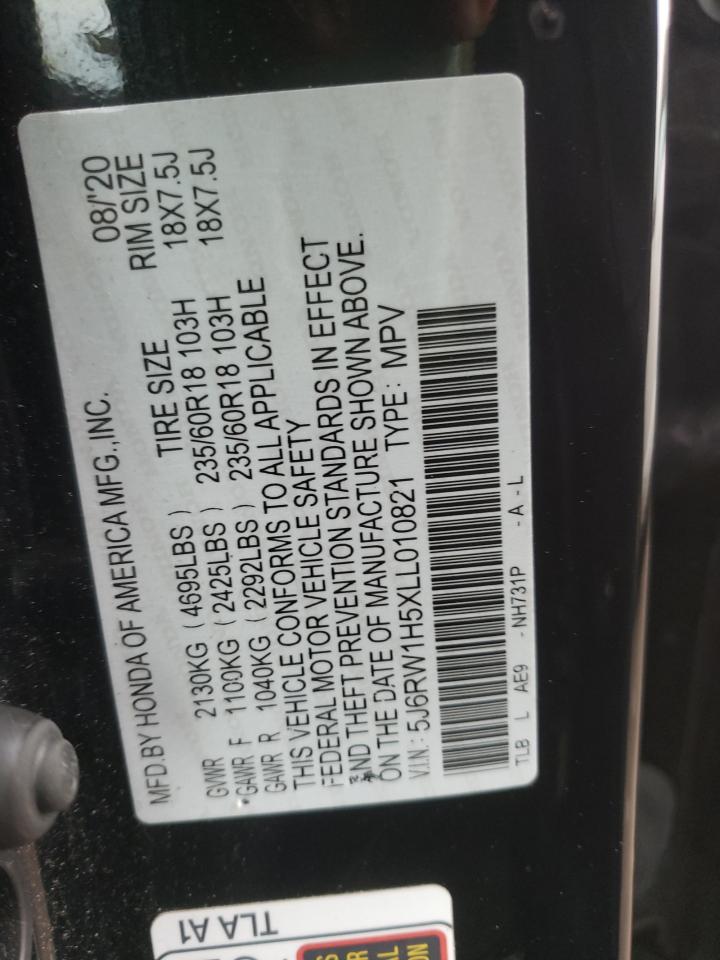 MFD.BY HONDA OF AMERICA MFG.,INC. 08/'20
TIRE SIZE RIM SIZE
GVWR 2130KG (4695LBS)
GAWR F 1100KG (2425LBS) 235/60R18 103H 18X7.5J
GAWR R 1040KG (2292LBS) 235/60R18 103H 18X7.5J
THIS VEHICLE CONFORMS TO ALL APPLICABLE
FEDERAL MOTOR VEHICLE SAFETY
AND THEFT PREVENTION STANDARDS IN EFFECT
ON THE DATE OF MANUFACTURE SHOWN ABOVE.
V.I.N.: 5J6RW1H5XLL010821 TYPE: MPV
TLB L AE9 -NH731P -A-L
TLA A1